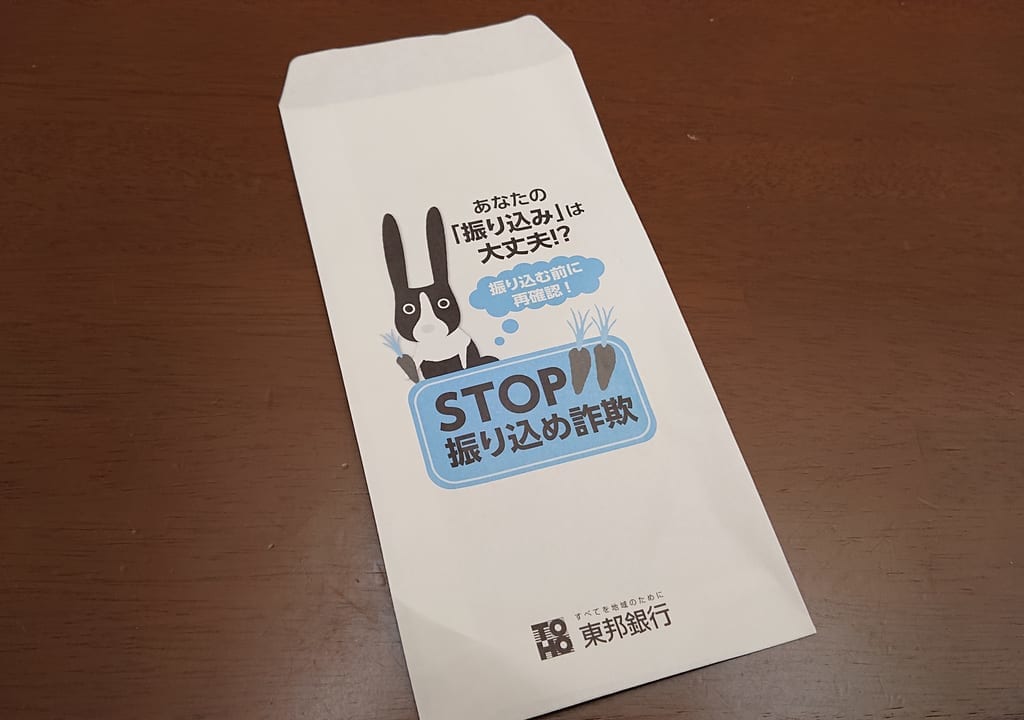 あなたの
「振り込み」は
大丈夫!?
振り込む前に
再確認!
STOP
振り込め詐欺
すべてを地域のために
TOHO 東邦銀行